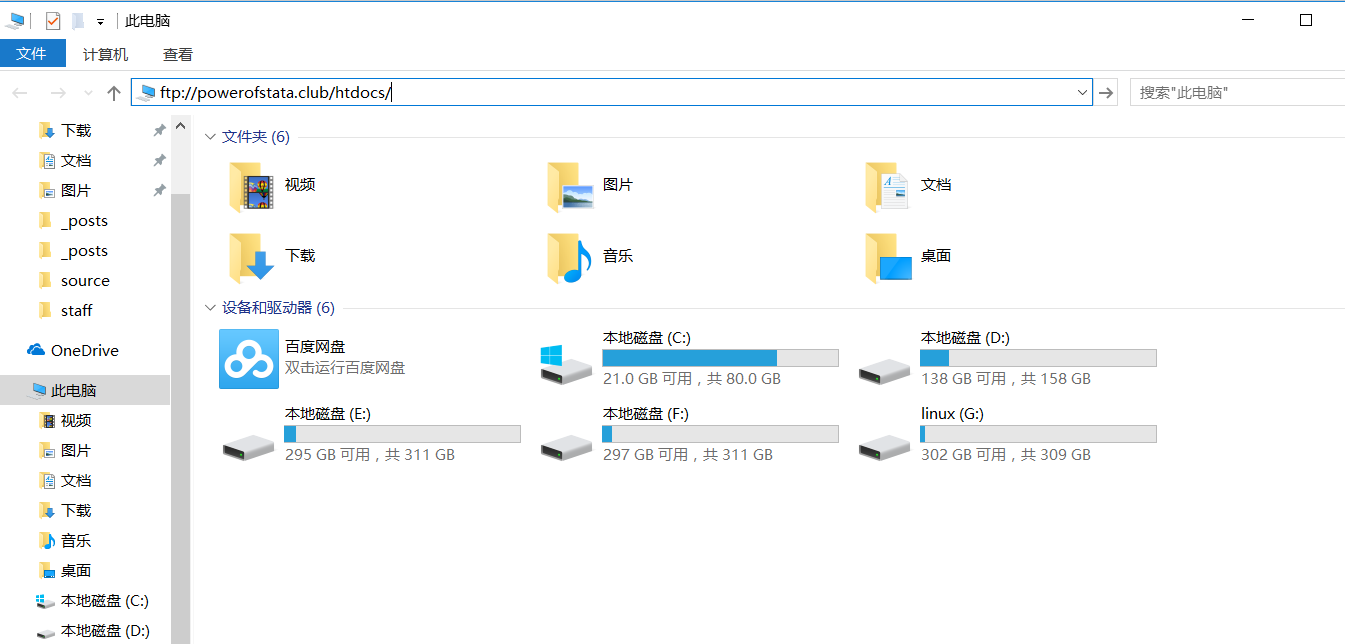 此电脑
文件 计算机 查看
ftp://powerofstata.club/htdocs/
搜索"此电脑"
下载
文档
图片
_posts
_posts
source
staff
OneDrive
此电脑
视频
图片
文档
下载
音乐
桌面
本地磁盘 (C:)
本地磁盘 (D:)
文件夹 (6)
视频
图片
文档
下载
音乐
桌面
设备和驱动器 (6)
百度网盘
双击运行百度网盘
本地磁盘 (C:)
21.0 GB 可用，共 80.0 GB
本地磁盘 (D:)
138 GB 可用，共 158 GB
本地磁盘 (E:)
295 GB 可用，共 311 GB
本地磁盘 (F:)
297 GB 可用，共 311 GB
linux (G:)
302 GB 可用，共 309 GB